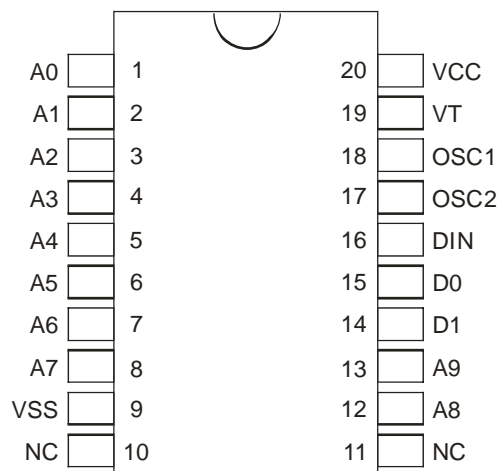 A0 1 20 VCC
A1 2 19 VT
A2 3 18 OSC1
A3 4 17 OSC2
A4 5 16 DIN
A5 6 15 D0
A6 7 14 D1
A7 8 13 A9
VSS 9 12 A8
NC 10 11 NC